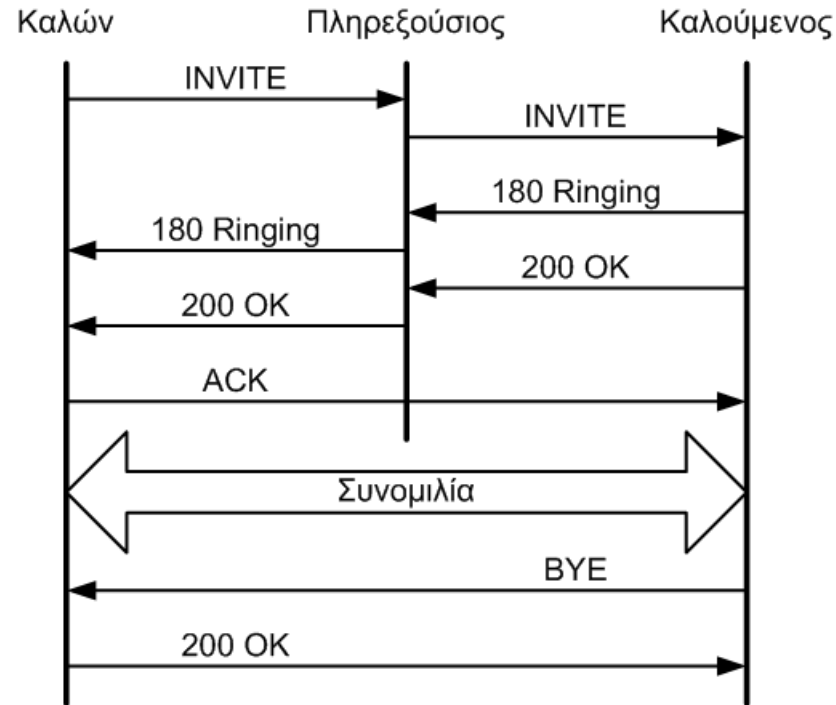 Καλών
Πληρεξούσιος
Καλούμενος
INVITE
INVITE
180 Ringing
180 Ringing
200 OK
200 OK
ACK
Συνομιλία
BYE
200 OK